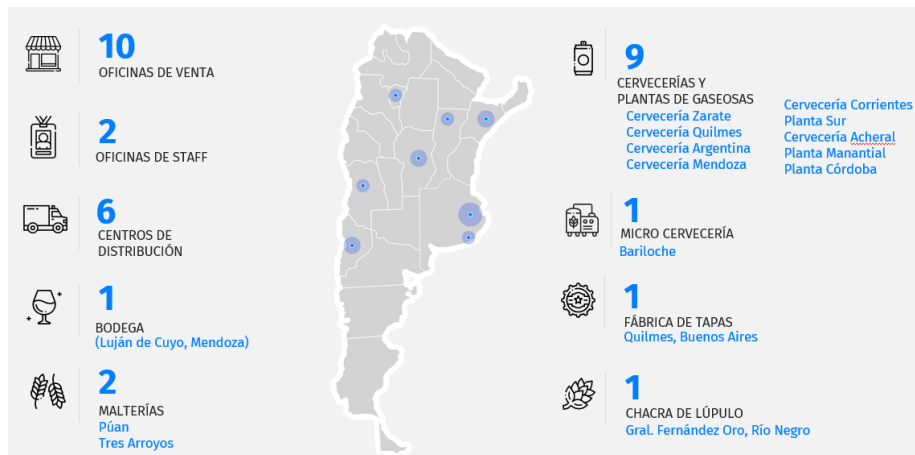 10
OFICINAS DE VENTA
2
OFICINAS DE STAFF
6
CENTROS DE
DISTRIBUCIÓN
1
BODEGA
(Luján de Cuyo, Mendoza)
2
MALTERÍAS
Púan
Tres Arroyos
9
CERVECERÍAS Y
PLANTAS DE GASEOSAS
Cervecería Zarate
Cervecería Quilmes
Cervecería Argentina
Cervecería Mendoza
Cervecería Corrientes
Planta Sur
Cervecería Acheral
Planta Manantial
Planta Córdoba
1
MICRO CERVECERÍA
Bariloche
1
FÁBRICA DE TAPAS
Quilmes, Buenos Aires
1
CHACRA DE LÚPULO
Gral. Fernández Oro, Río Negro